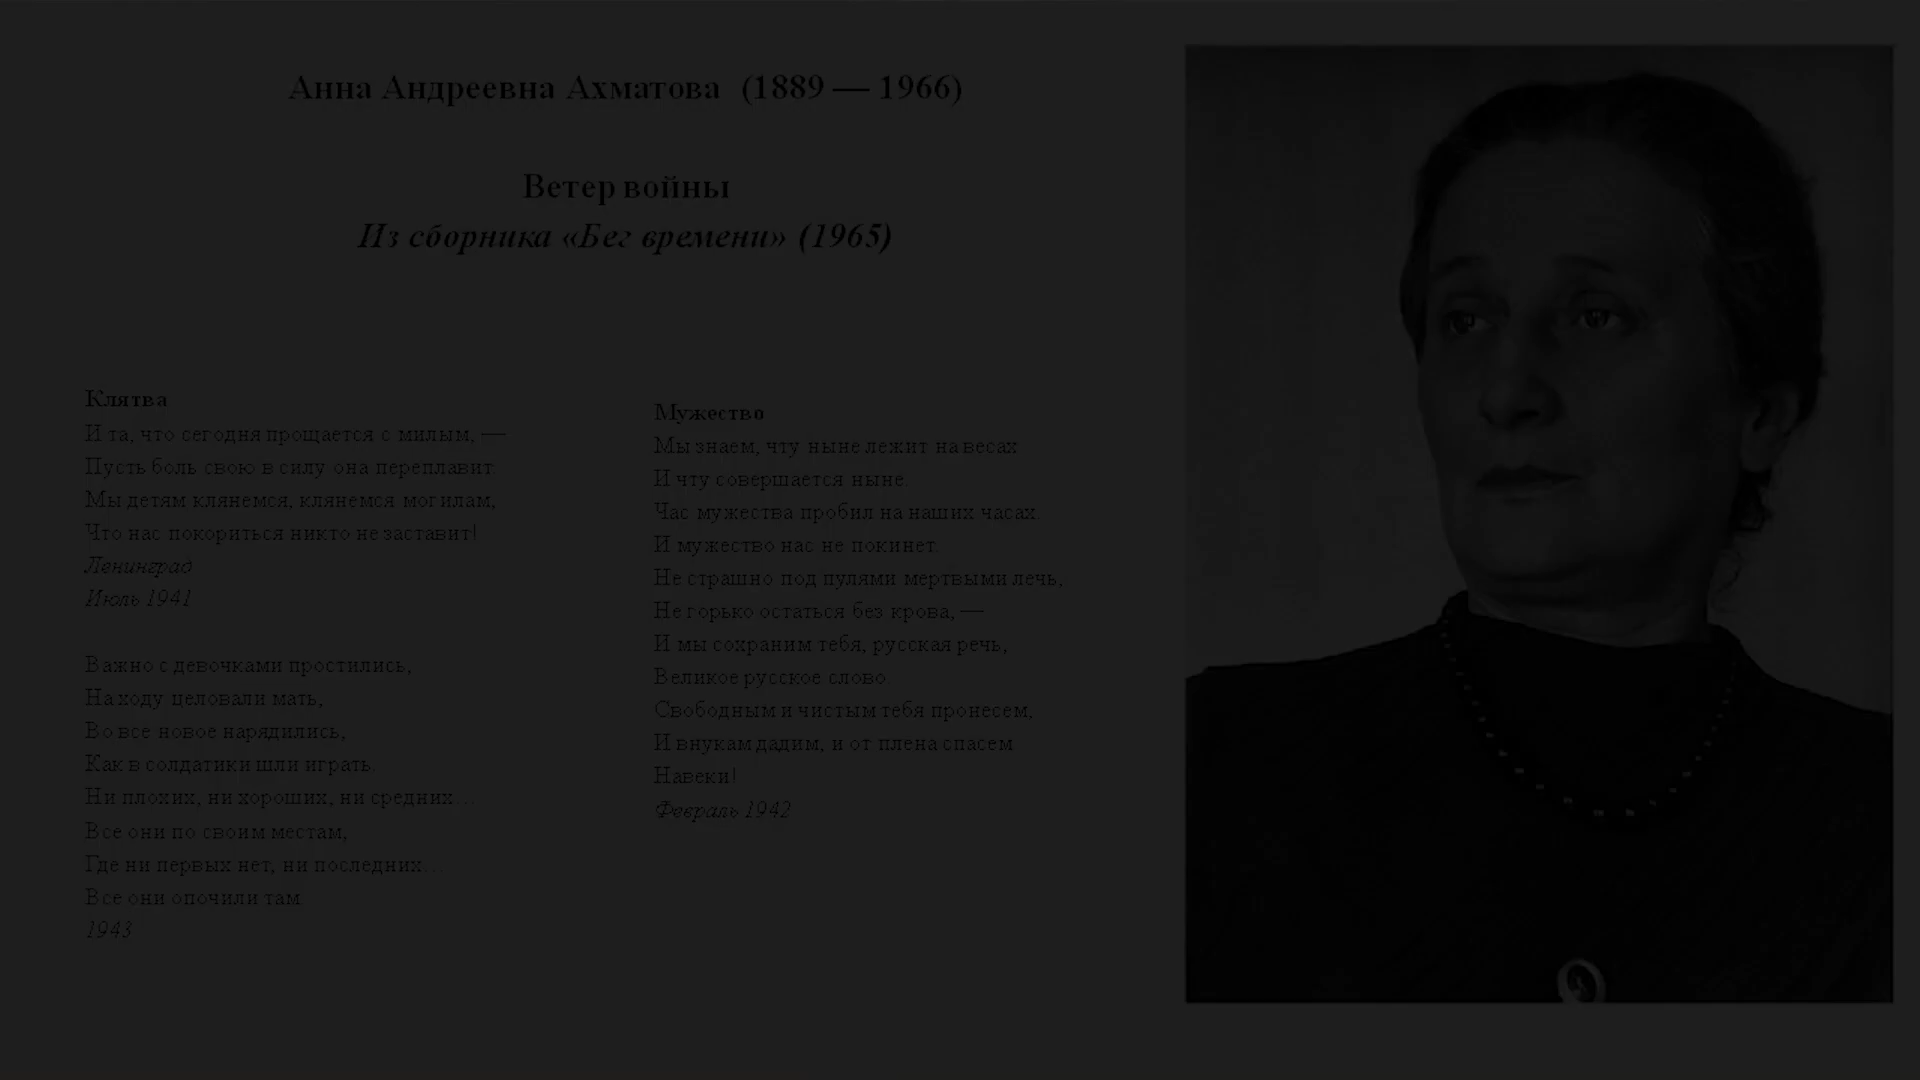 Анна Андреевна Ахматова (1889 — 1966)
Ветер войны
Из сборника «Бег времени» (1965)
Клятва
И та, что сегодня прощается с милым, —
Пусть боль свою в силу она переплавит.
Мы детям клянемся, клянемся могилам,
Что нас покориться никто не заставит!
Ленинград
Июль 1941
Важно с девочками простились,
На ходу целовали мать,
Во все новое нарядились,
Как в солдатики шли играть.
Ни плохих, ни хороших, ни средних…
Все они по своим местам,
Где ни первых нет, ни последних…
Все они опочили там.
1943
Мужество
Мы знаем, чту ныне лежит на весах
И чту совершается ныне.
Час мужества пробил на наших часах.
И мужество нас не покинет.
Не страшно под пулями мертвыми лечь,
Не горько остаться без крова, —
И мы сохраним тебя, русская речь,
Великое русское слово.
Свободным и чистым тебя пронесем,
И внукам дадим, и от плена спасем
Навеки!
Февраль 1942